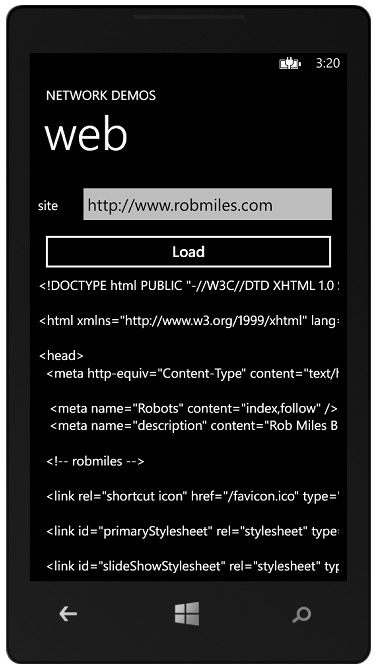 3:20
NETWORK DEMOS
web
site http://www.robmiles.com
Load
<!DOCTYPE html PUBLIC "-//W3C//DTD XHTML 1.0
<html xmlns="http://www.w3.org/1999/xhtml" lang=
<head>
<meta http-equiv="Content-Type" content="text/h
<meta name="Robots" content="index,follow" />
<meta name="description" content="Rob Miles B
<!-- robmiles -->
<link rel="shortcut icon" href="/favicon.ico" type="
<link id="primaryStylesheet" rel="stylesheet" type=
<link id="slideShowStylesheet" rel="stylesheet" typ